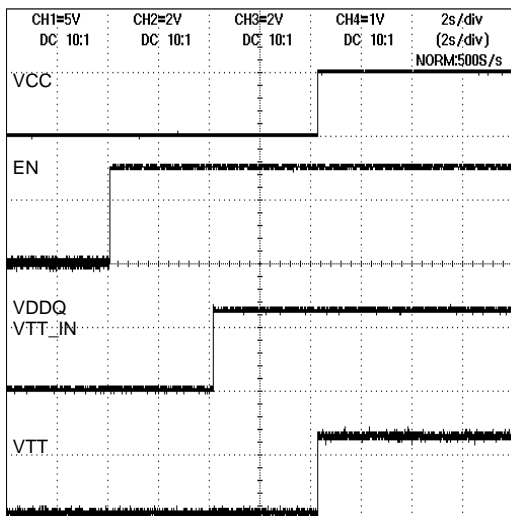 CH1=5V CH2=2V CH3=2V CH4=1V 2s/div
DC 10:1 DC 10:1 DC 10:1 DC 10:1 (2s/div)
NORM:500S/s
VCC
EN
VDDQ
VTT_IN
VTT